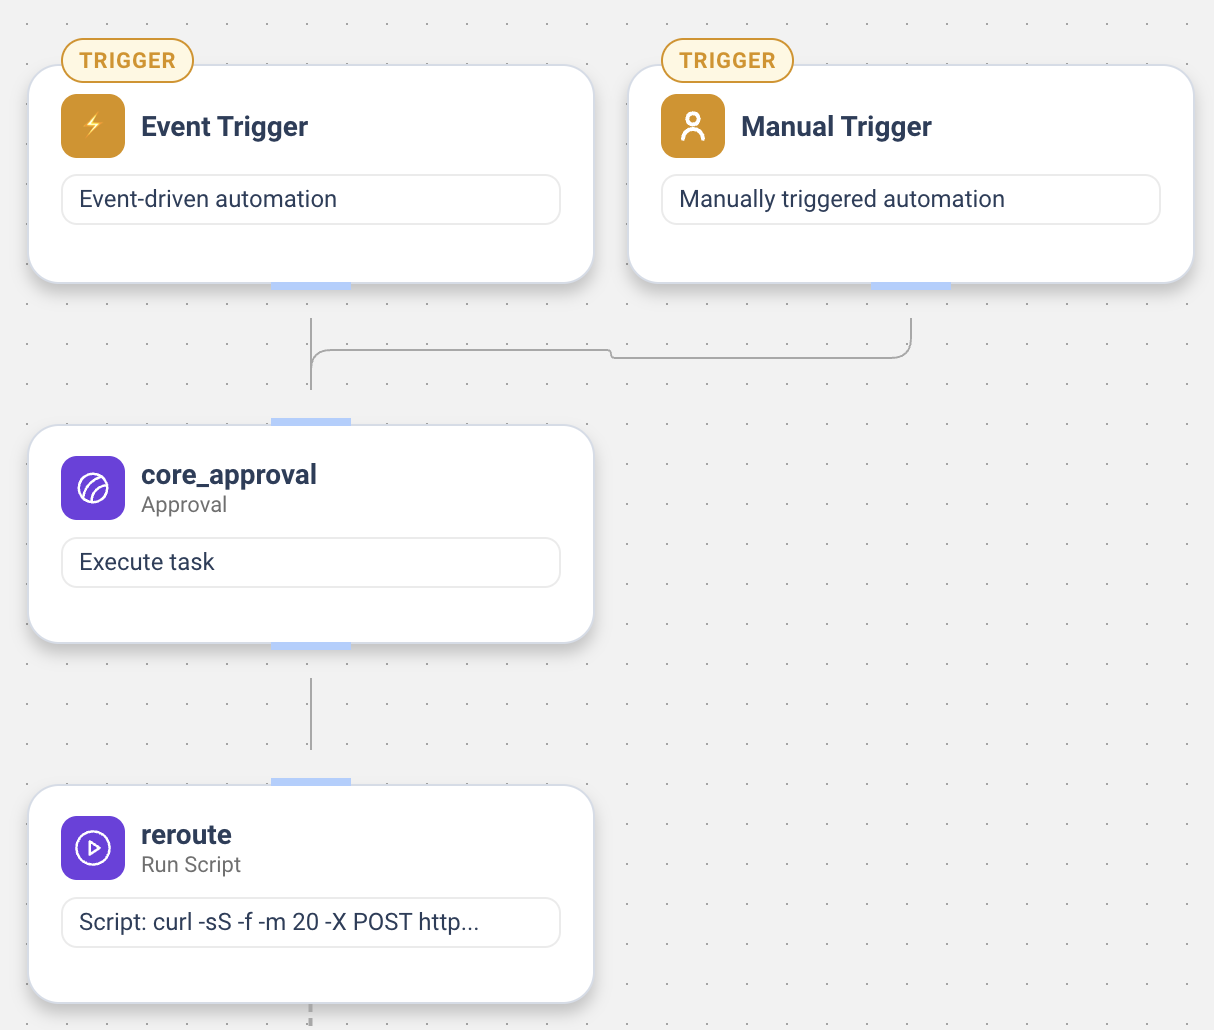 TRIGGER
Event Trigger
Event-driven automation
TRIGGER
Manual Trigger
Manually triggered automation
core_approval
Approval
Execute task
reroute
Run Script
Script: curl -sS -f -m 20 -X POST http...